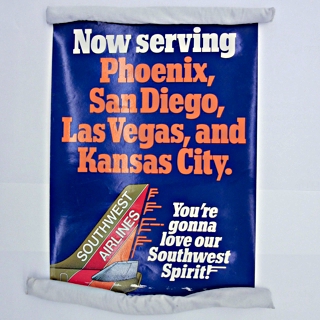 Now serving
Phoenix,
San Diego,
Las Vegas, and
Kansas City.
SOUTHWEST
AIRLINES
You're
gonna
love our
Southwest
Spirit!